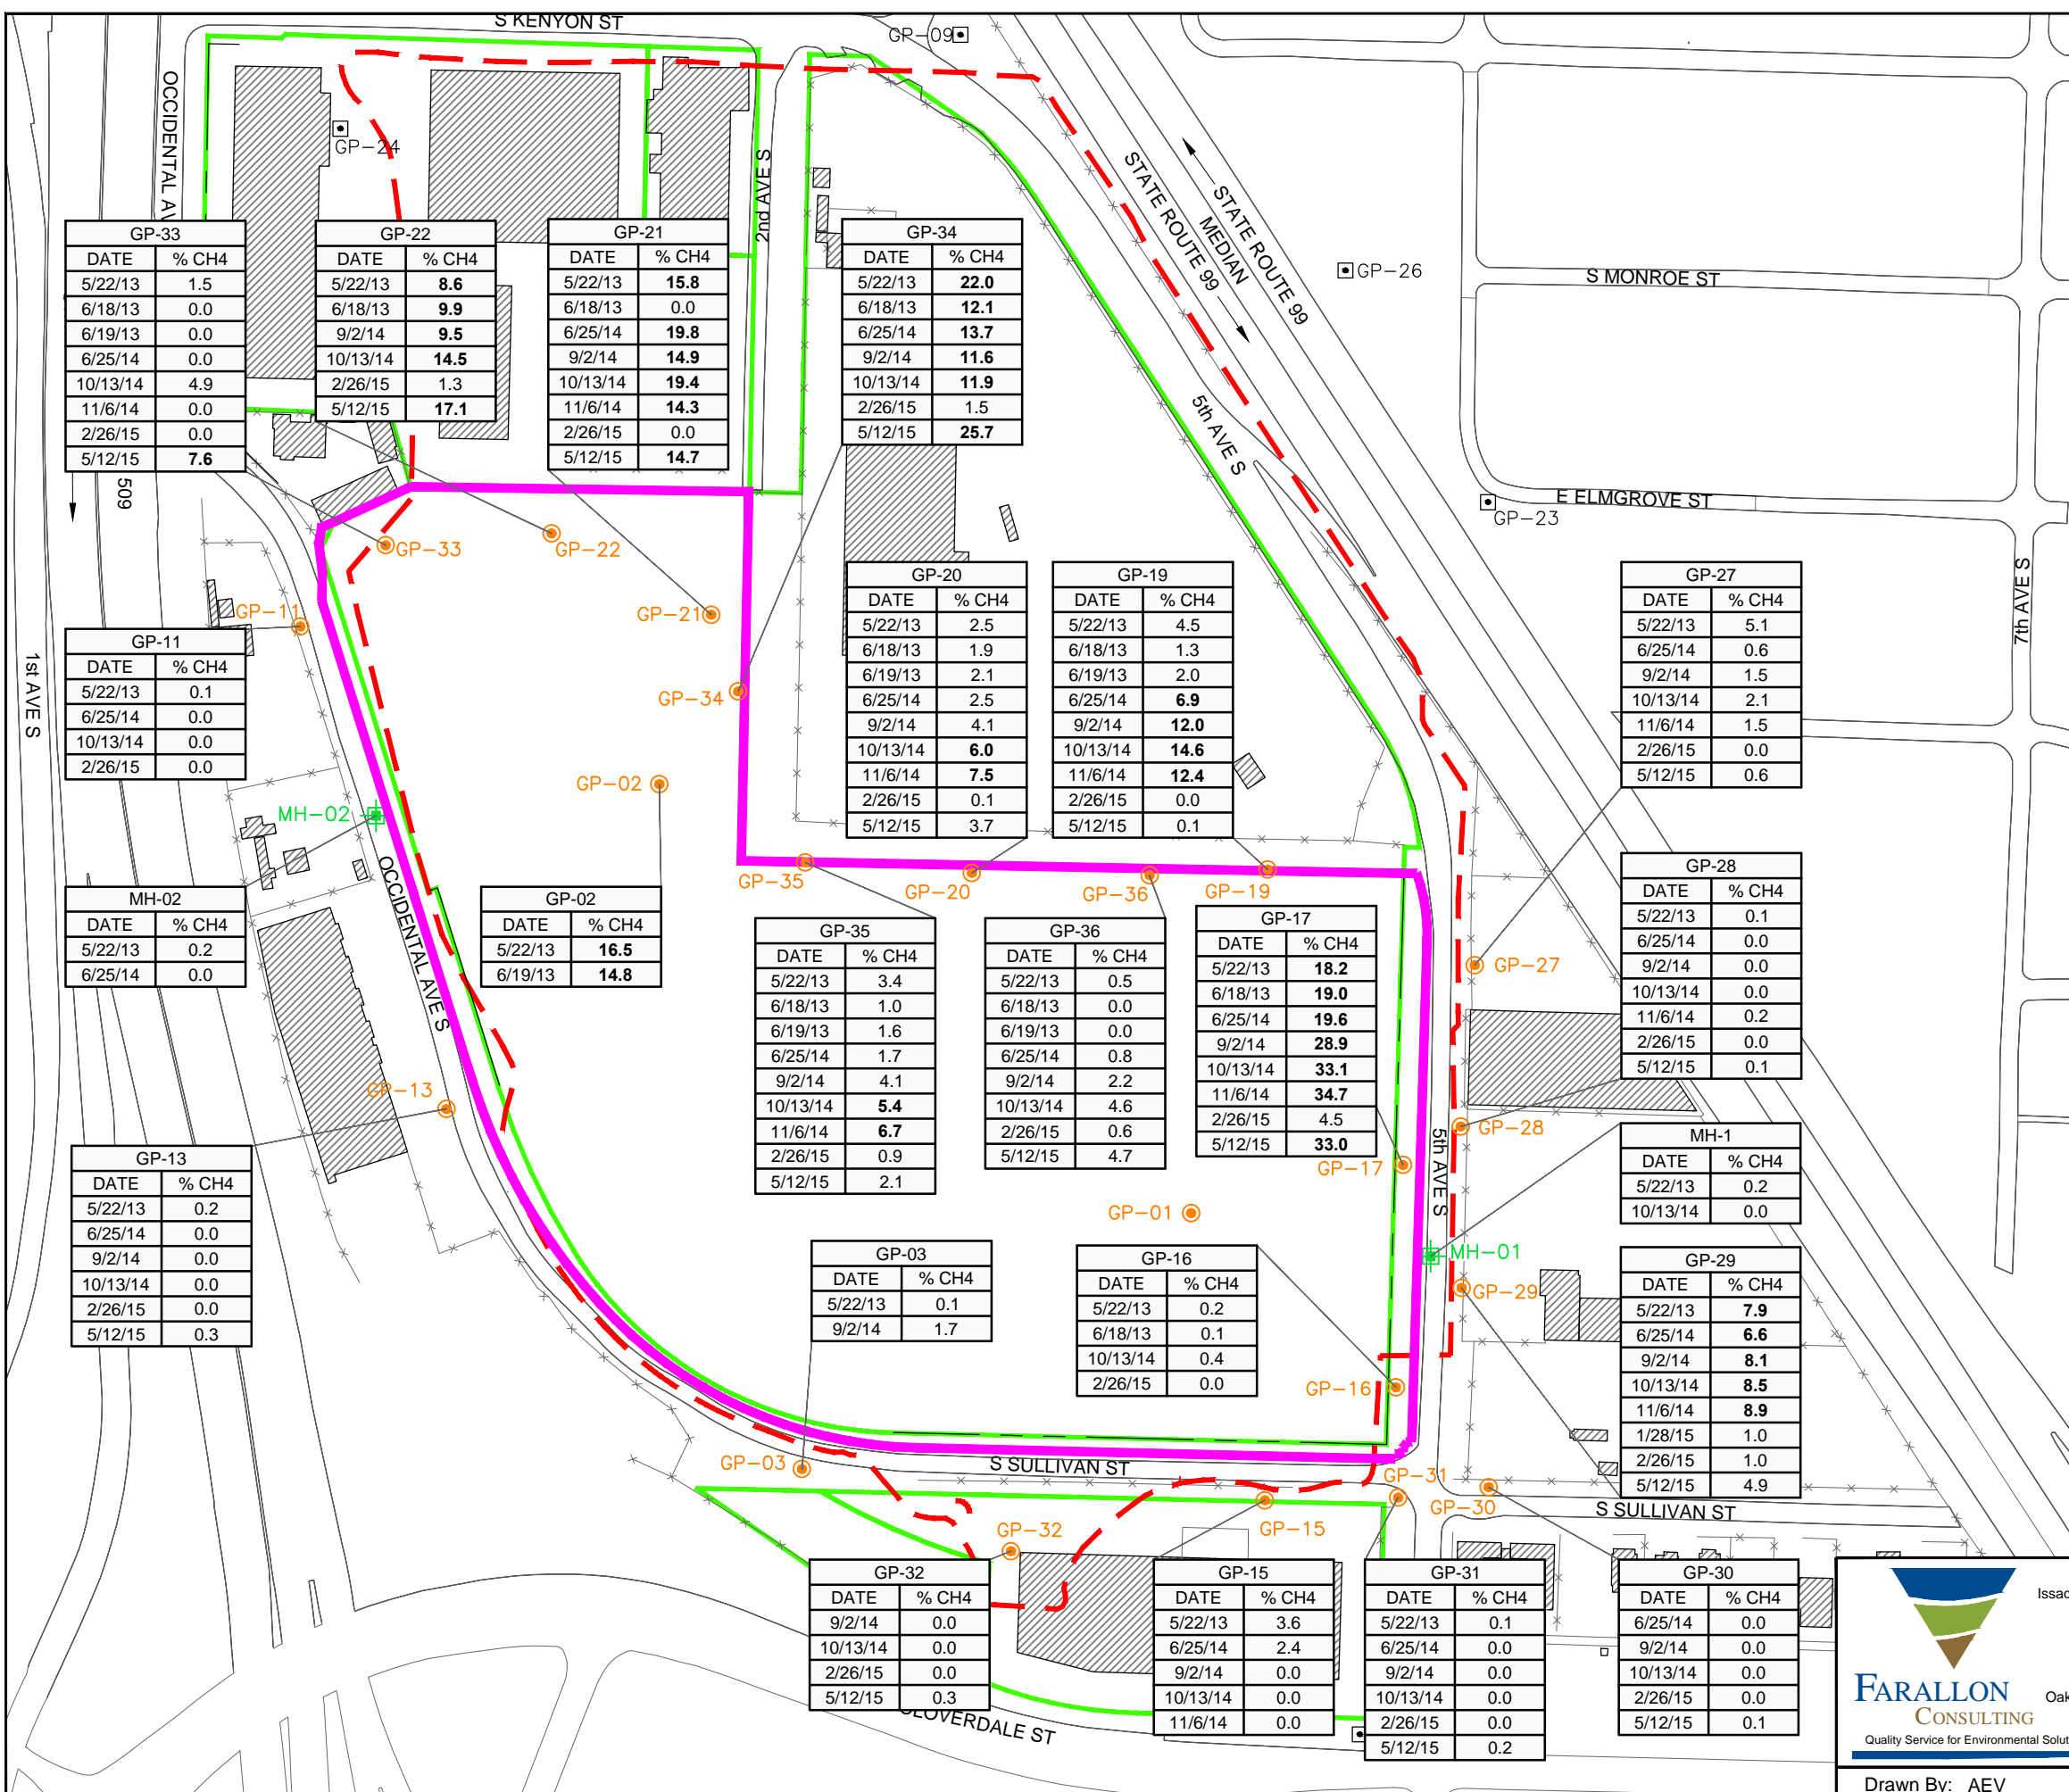 S KENYON ST
GP-09
OCCIDENTAL AV
GP-24
2nd AVE S
STATE ROUTE 99
MEDIAN
STATE ROUTE 99
GP-26
S MONROE ST
5th AVE S
E ELMGROVE ST
GP-23
7th AVE S
509
1st AVE S
GP-33
DATE % CH4
5/22/13 1.5
6/18/13 0.0
6/19/13 0.0
6/25/14 0.0
10/13/14 4.9
11/6/14 0.0
2/26/15 0.0
5/12/15 7.6
GP-22
DATE % CH4
5/22/13 8.6
6/18/13 9.9
9/2/14 9.5
10/13/14 14.5
2/26/15 1.3
5/12/15 17.1
GP-21
DATE % CH4
5/22/13 15.8
6/18/13 0.0
6/25/14 19.8
9/2/14 14.9
10/13/14 19.4
11/6/14 14.3
2/26/15 0.0
5/12/15 14.7
GP-34
DATE % CH4
5/22/13 22.0
6/18/13 12.1
6/25/14 13.7
9/2/14 11.6
10/13/14 11.9
2/26/15 1.5
5/12/15 25.7
GP-33
GP-22
GP-21
GP-34
GP-11
GP-02
MH-02
GP-11
DATE % CH4
5/22/13 0.1
6/25/14 0.0
10/13/14 0.0
2/26/15 0.0
GP-20
DATE % CH4
5/22/13 2.5
6/18/13 1.9
6/19/13 2.1
6/25/14 2.5
9/2/14 4.1
10/13/14 6.0
11/6/14 7.5
2/26/15 0.1
5/12/15 3.7
GP-19
DATE % CH4
5/22/13 4.5
6/18/13 1.3
6/19/13 2.0
6/25/14 6.9
9/2/14 12.0
10/13/14 14.6
11/6/14 12.4
2/26/15 0.0
5/12/15 0.1
GP-27
DATE % CH4
5/22/13 5.1
6/25/14 0.6
9/2/14 1.5
10/13/14 2.1
11/6/14 1.5
2/26/15 0.0
5/12/15 0.6
GP-35
GP-20
GP-36
GP-19
GP-27
OCCIDENTAL AVE S
MH-02
DATE % CH4
5/22/13 0.2
6/25/14 0.0
GP-02
DATE % CH4
5/22/13 16.5
6/19/13 14.8
GP-35
DATE % CH4
5/22/13 3.4
6/18/13 1.0
6/19/13 1.6
6/25/14 1.7
9/2/14 4.1
10/13/14 5.4
11/6/14 6.7
2/26/15 0.9
5/12/15 2.1
GP-36
DATE % CH4
5/22/13 0.5
6/18/13 0.0
6/19/13 0.0
6/25/14 0.8
9/2/14 2.2
10/13/14 4.6
2/26/15 0.6
5/12/15 4.7
GP-17
DATE % CH4
5/22/13 18.2
6/18/13 19.0
6/25/14 19.6
9/2/14 28.9
10/13/14 33.1
11/6/14 34.7
2/26/15 4.5
5/12/15 33.0
GP-28
DATE % CH4
5/22/13 0.1
6/25/14 0.0
9/2/14 0.0
10/13/14 0.0
11/6/14 0.2
2/26/15 0.0
5/12/15 0.1
GP-13
GP-28
GP-17
5th AVE S
GP-01
MH-01
GP-29
GP-16
GP-13
DATE % CH4
5/22/13 0.2
6/25/14 0.0
9/2/14 0.0
10/13/14 0.0
2/26/15 0.0
5/12/15 0.3
GP-03
DATE % CH4
5/22/13 0.1
9/2/14 1.7
GP-16
DATE % CH4
5/22/13 0.2
6/18/13 0.1
10/13/14 0.4
2/26/15 0.0
MH-1
DATE % CH4
5/22/13 0.2
10/13/14 0.0
GP-29
DATE % CH4
5/22/13 7.9
6/25/14 6.6
9/2/14 8.1
10/13/14 8.5
11/6/14 8.9
1/28/15 1.0
2/26/15 1.0
5/12/15 4.9
GP-03
S SULLIVAN ST
GP-31
GP-30
GP-15
GP-32
S SULLIVAN ST
GP-32
DATE % CH4
9/2/14 0.0
10/13/14 0.0
2/26/15 0.0
5/12/15 0.3
GP-15
DATE % CH4
5/22/13 3.6
6/25/14 2.4
9/2/14 0.0
10/13/14 0.0
11/6/14 0.0
GP-31
DATE % CH4
5/22/13 0.1
6/25/14 0.0
9/2/14 0.0
10/13/14 0.0
2/26/15 0.0
5/12/15 0.2
GP-30
DATE % CH4
6/25/14 0.0
9/2/14 0.0
10/13/14 0.0
2/26/15 0.0
5/12/15 0.1
CLOVERDALE ST
Issac
Oak
FARALLON
CONSULTING
Quality Service for Environmental Solut
Drawn By: AEV